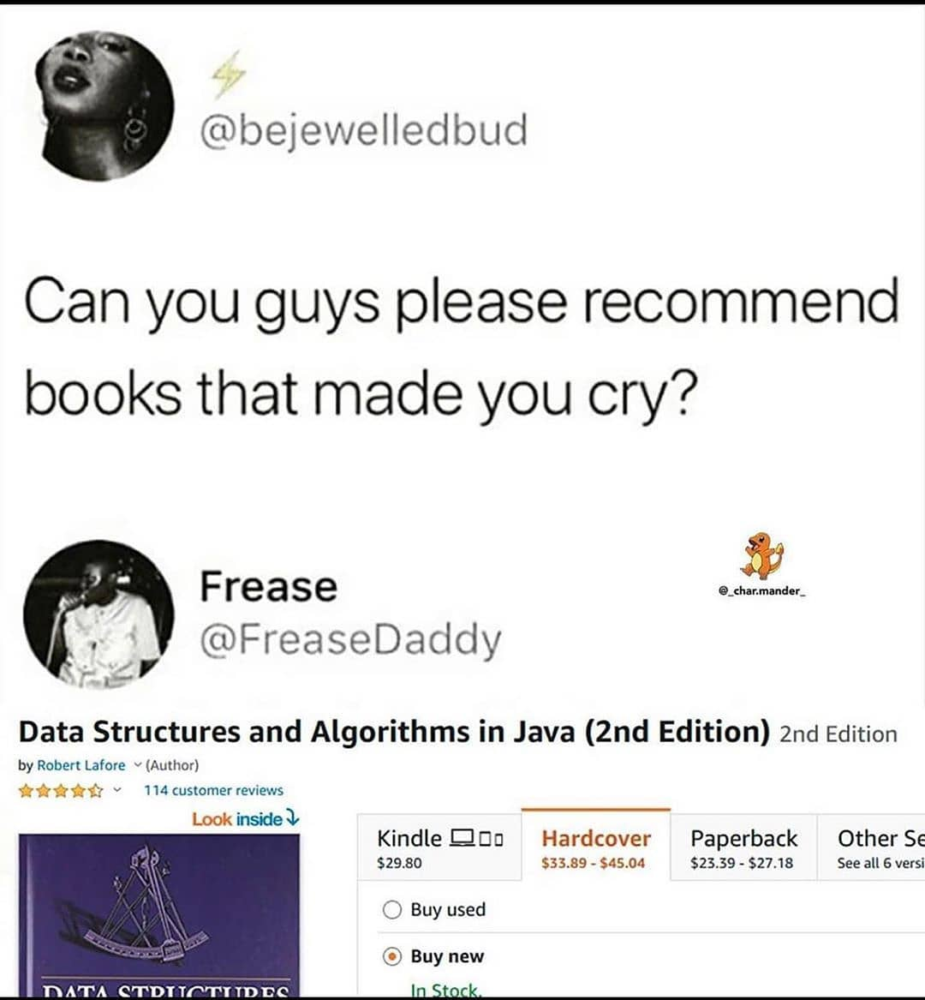 @bejewelledbud
Can you guys please recommend
books that made you cry?
@_char.mander_
Frease
@FreaseDaddy
Data Structures and Algorithms in Java (2nd Edition) 2nd Edition
by Robert Lafore (Author)
114 customer reviews
Look inside
Kindle Hardcover Paperback Other Se
$29.80 $33.89 - $45.04 $23.39 - $27.18 See all 6 versi
Buy used
Buy new
In Stock.
DATA STRUCTURES